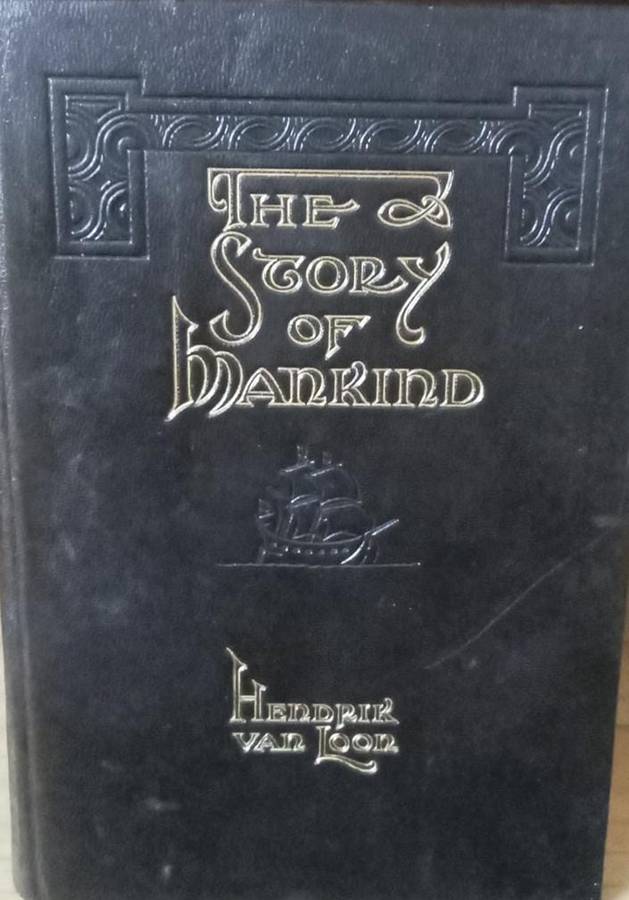 The
Story
of
Mankind
Hendrik
van Loon